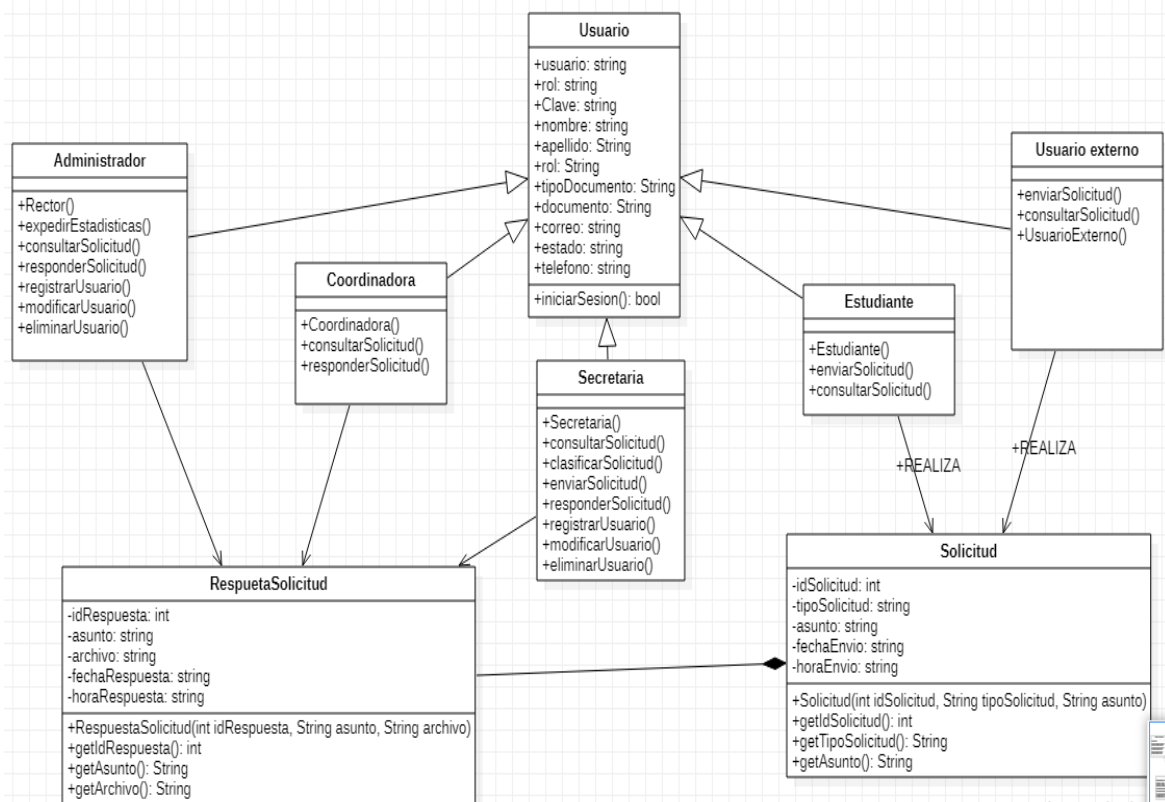 Usuario
+usuario: string
+rol: string
+Clave: string
+nombre: string
+apellido: String
+rol: String
+tipoDocumento: String
+documento: String
+correo: string
+estado: string
+telefono: string
+iniciarSesion(): bool
Administrador
+Rector()
+expedirEstadisticas()
+consultarSolicitud()
+responderSolicitud()
+registrarUsuario()
+modificarUsuario()
+eliminarUsuario()
Coordinadora
+Coordinadora()
+consultarSolicitud()
+responderSolicitud()
Secretaria
+Secretaria()
+consultarSolicitud()
+clasificarSolicitud()
+enviarSolicitud()
+responderSolicitud()
+registrarUsuario()
+modificarUsuario()
+eliminarUsuario()
Estudiante
+Estudiante()
+enviarSolicitud()
+consultarSolicitud()
Usuario externo
+enviarSolicitud()
+consultarSolicitud()
+UsuarioExterno()
+REALIZA
+REALIZA
RespuetaSolicitud
-idRespuesta: int
-asunto: string
-archivo: string
-fechaRespuesta: string
-horaRespuesta: string
+RespuestaSolicitud(int idRespuesta, String asunto, String archivo)
+getIdRespuesta(): int
+getAsunto(): String
+getArchivo(): String
Solicitud
-idSolicitud: int
-tipoSolicitud: string
-asunto: string
-fechaEnvio: string
-horaEnvio: string
+Solicitud(int idSolicitud, String tipoSolicitud, String asunto)
+getIdSolicitud(): int
+getTipoSolicitud(): String
+getAsunto(): String